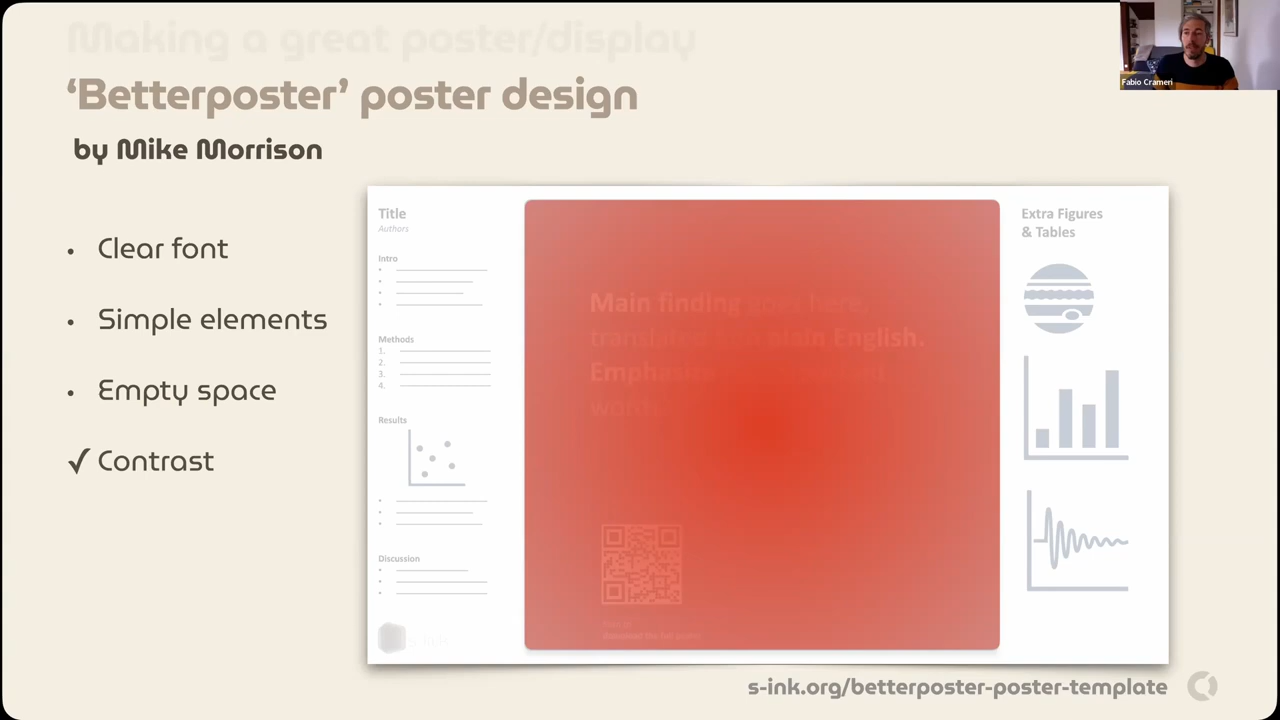 Making a great poster/display
‘Betterposter’ poster design
by Mike Morrison
Fabio Crameri
• Clear font
• Simple elements
• Empty space
✓ Contrast
Title
Authors
Intro
Methods
1.
2.
3.
4.
Results
Discussion
s-ink
Main finding goes here,
translated into plain English.
Emphasize the important
words.
Extra Figures
& Tables
s-ink.org/betterposter-poster-template